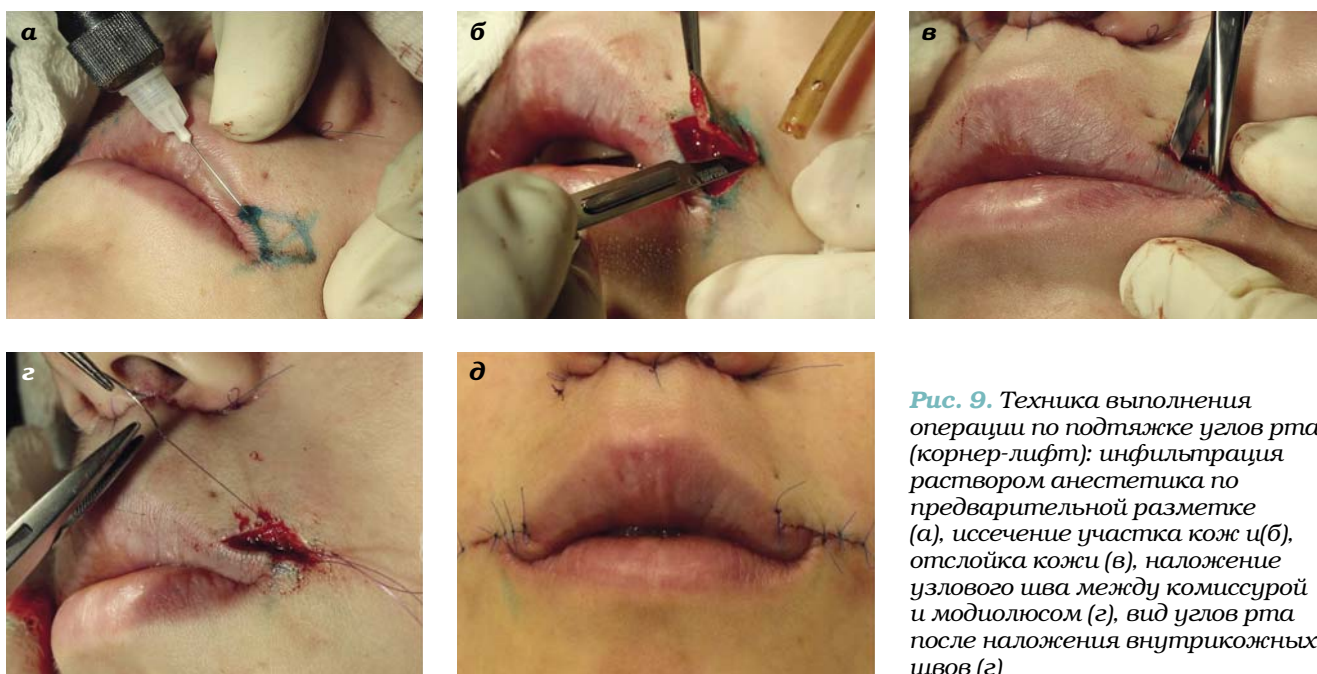 а
б
в
г
д
Рис. 9. Техника выполнения
операции по подтяжке углов рта
(корнер-лифт): инфильтрация
раствором анестетика по
предварительной разметке
(а), иссечение участка кож и(б),
отслойка кожи (в), наложение
узлового шва между комиссурой
и модиолюсом (г), вид углов рта
после наложения внутрикожных
швов (г)